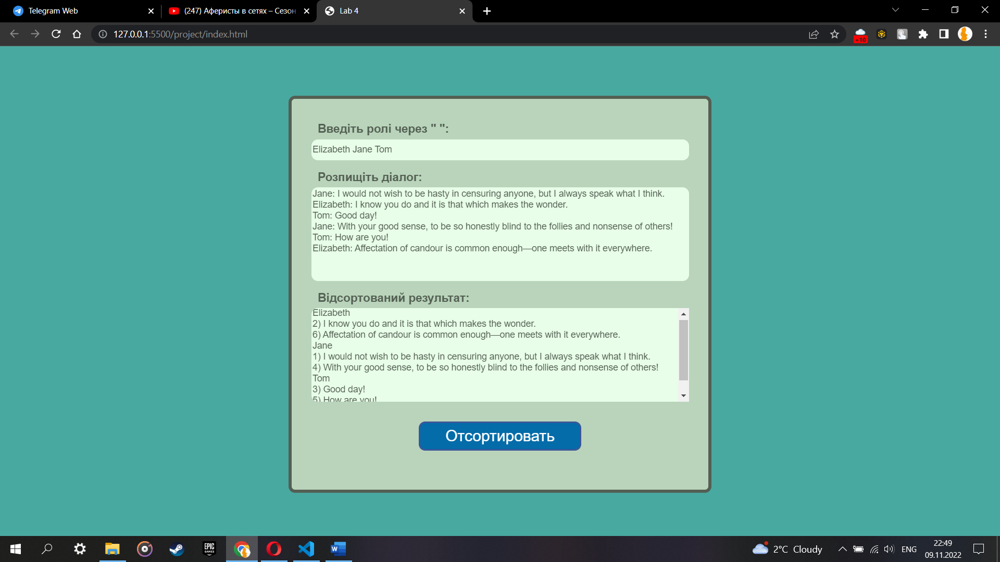 Telegram Web
(247) Аферисты в сетях – Сезон
Lab 4
127.0.0.1:5500/project/index.html
+10
Введіть ролі через " ":
Elizabeth Jane Tom
Розпищіть діалог:
Jane: I would not wish to be hasty in censuring anyone, but I always speak what I think.
Elizabeth: I know you do and it is that which makes the wonder.
Tom: Good day!
Jane: With your good sense, to be so honestly blind to the follies and nonsense of others!
Tom: How are you!
Elizabeth: Affectation of candour is common enough—one meets with it everywhere.
Відсортований результат:
Elizabeth
2) I know you do and it is that which makes the wonder.
6) Affectation of candour is common enough—one meets with it everywhere.
Jane
1) I would not wish to be hasty in censuring anyone, but I always speak what I think.
4) With your good sense, to be so honestly blind to the follies and nonsense of others!
Tom
3) Good day!
5) How are you!
Отсортировать
EPIC
GAMES
W
2°C Cloudy
ENG
22:49
09.11.2022